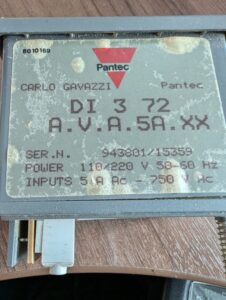 8010169
Pantec
CARLO GAVAZZI Pantec
DI 3 72
A.V.A.5A.XX
SER.N. 943801/15359
POWER 110/220 V 50-60 Hz
INPUTS 5 A Ac - 750 V Ac